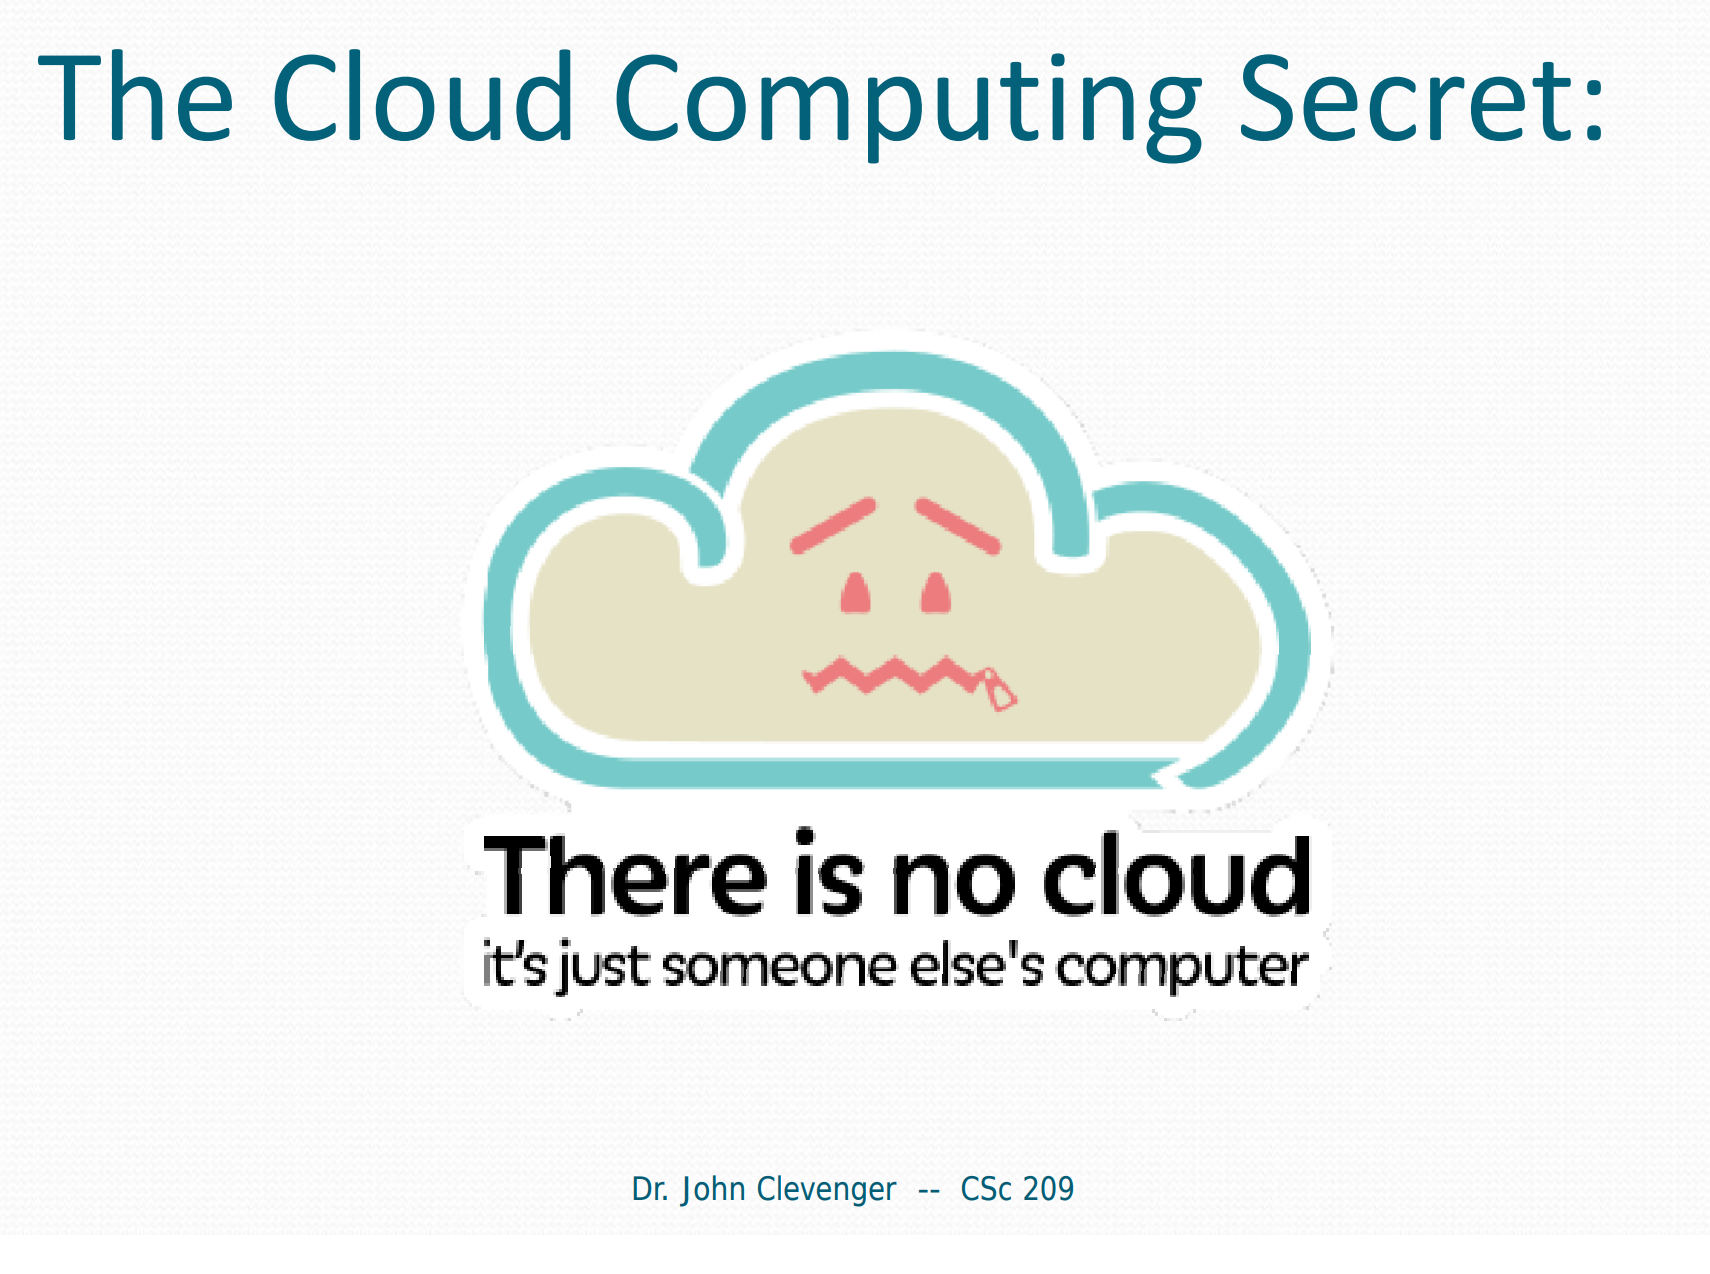 The Cloud Computing Secret:
There is no cloud
it's just someone else's computer
Dr. John Clevenger -- CSc 209